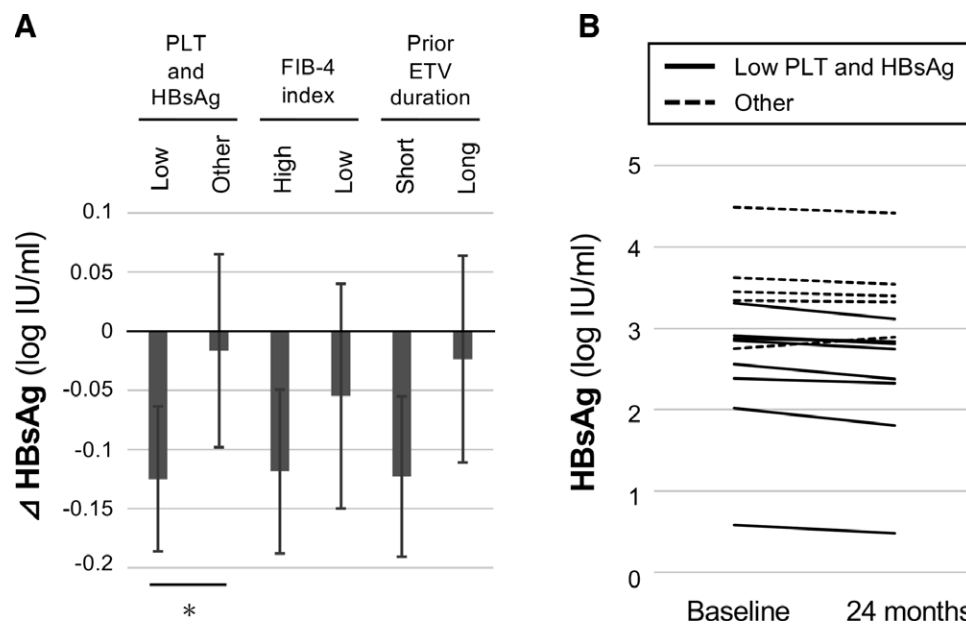 A
PLT
and
HBsAg
FIB-4
index
Prior
ETV
duration
Low
Other
High
Low
Short
Long
0.1
0.05
0
-0.05
-0.1
-0.15
-0.2
⊿ HBsAg (log IU/ml)
*
B
Low PLT and HBsAg
Other
5
4
3
2
1
0
HBsAg (log IU/ml)
Baseline
24 months